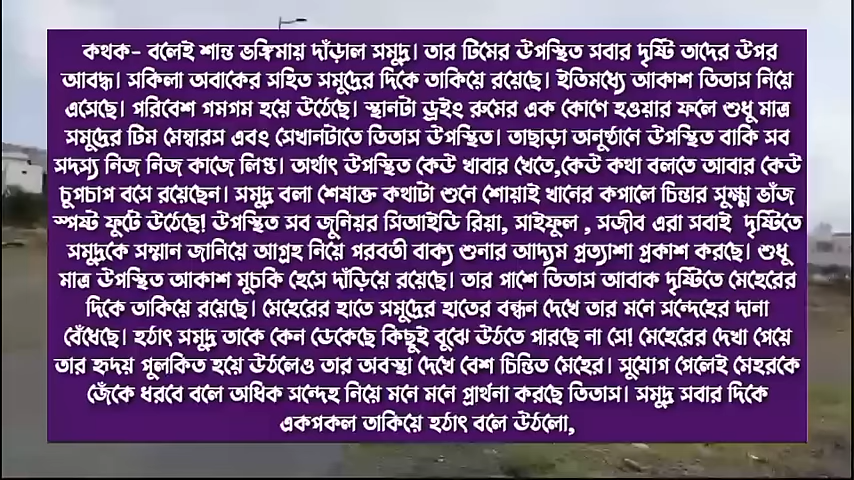 কথক- বলেই শান্ত ভঙ্গিমায় দাঁড়াল সমুদ্র। তার টিমের উপস্থিত সবার দৃষ্টি তাদের উপর
আবদ্ধ। সকিলা অবাকের সহিত সমুদ্রের দিকে তাকিয়ে রয়েছে। ইতিমধ্যে আকাশ তিতাস নিয়ে
এসেছে। পরিবেশ গমগম হয়ে উঠেছে। স্থানটা ড্রইং রুমের এক কোণে হওয়ার ফলে শুধু মাত্র
সমুদ্রের টিম মেম্বারস এবং সেখানটাতে তিতাস উপস্থিত। তাছাড়া অনুষ্ঠানে উপস্থিত বাকি সব
সদস্য নিজ নিজ কাজে লিপ্ত। অর্থাৎ উপস্থিত কেউ খাবার খেতে,কেউ কথা বলতে আবার কেউ
চুপচাপ বসে রয়েছেন। সমুদ্র বলা শেষাক্ত কথাটা শুনে শোয়াই খানের কপালে চিন্তার সুক্ষ্ম ভাঁজ
স্পষ্ট ফুটে উঠেছে! উপস্থিত সব জুনিয়র সিআইডি রিয়া, সাইফুল , সজীব এরা সবাই দৃষ্টিতে
সমুদ্রকে সম্মান জানিয়ে আগ্রহ নিয়ে পরবর্তী বাক্য শুনার আদ্যম প্রত্যাশা প্রকাশ করছে। শুধু
মাত্র উপস্থিত আকাশ মুচকি হেসে দাঁড়িয়ে রয়েছে। তার পাশে তিতাস আবাক দৃষ্টিতে মেহেরের
দিকে তাকিয়ে রয়েছে। মেহেরের হাতে সমুদ্রের হাতের বন্ধন দেখে তার মনে সন্দেহের দানা
বেঁধেছে। হঠাৎ সমুদ্র তাকে কেন ডেকেছে কিছুই বুঝে উঠতে পারছে না সে! মেহেরের দেখা পেয়ে
তার হৃদয় পুলকিত হয়ে উঠলেও তার অবস্থা দেখে বেশ চিন্তিত মেহের। সুযোগ পেলেই মেহরকে
জেঁকে ধরবে বলে অধিক সন্দেহ নিয়ে মনে মনে প্রার্থনা করছে তিতাস। সমুদ্র সবার দিকে
একপকল তাকিয়ে হঠাৎ বলে উঠলো,